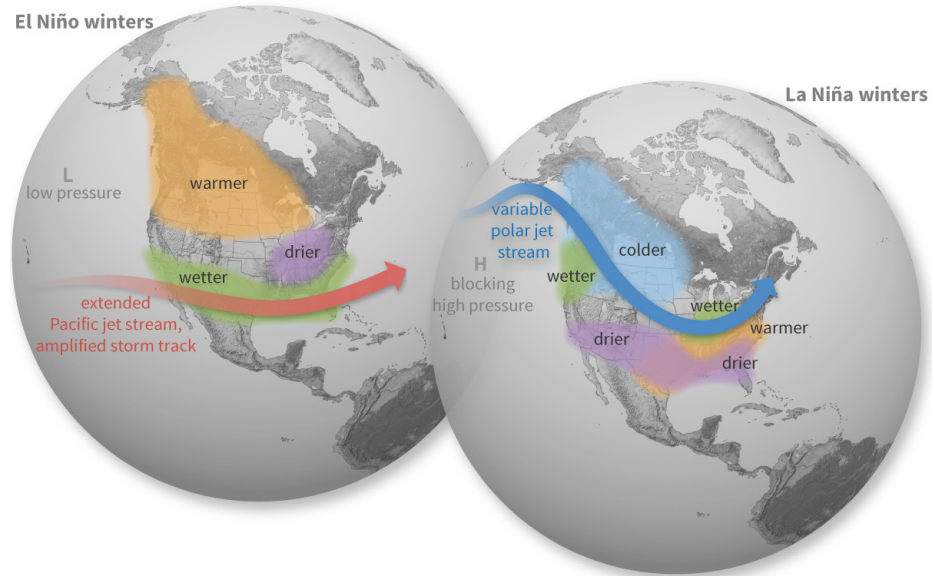 El Niño winters
L
low pressure
warmer
drier
wetter
extended
Pacific jet stream,
amplified storm track
La Niña winters
variable
polar jet
stream
colder
H
blocking
high pressure
wetter
wetter
warmer
drier
drier